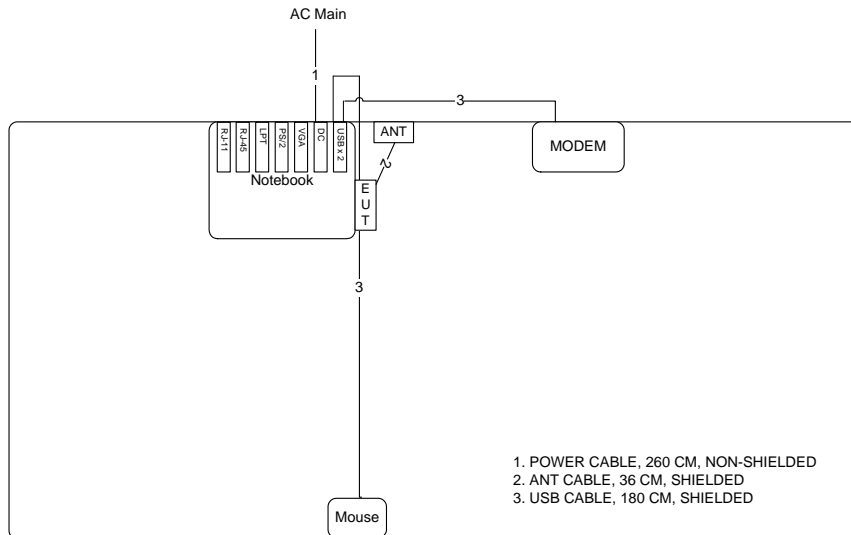 AC Main
1
3
RJ-11
RJ-45
LPT
PS/2
VGA
DC
USB x 2
ANT
MODEM
2
Notebook
E
U
T
3
1. POWER CABLE, 260 CM, NON-SHIELDED
2. ANT CABLE, 36 CM, SHIELDED
3. USB CABLE, 180 CM, SHIELDED
Mouse